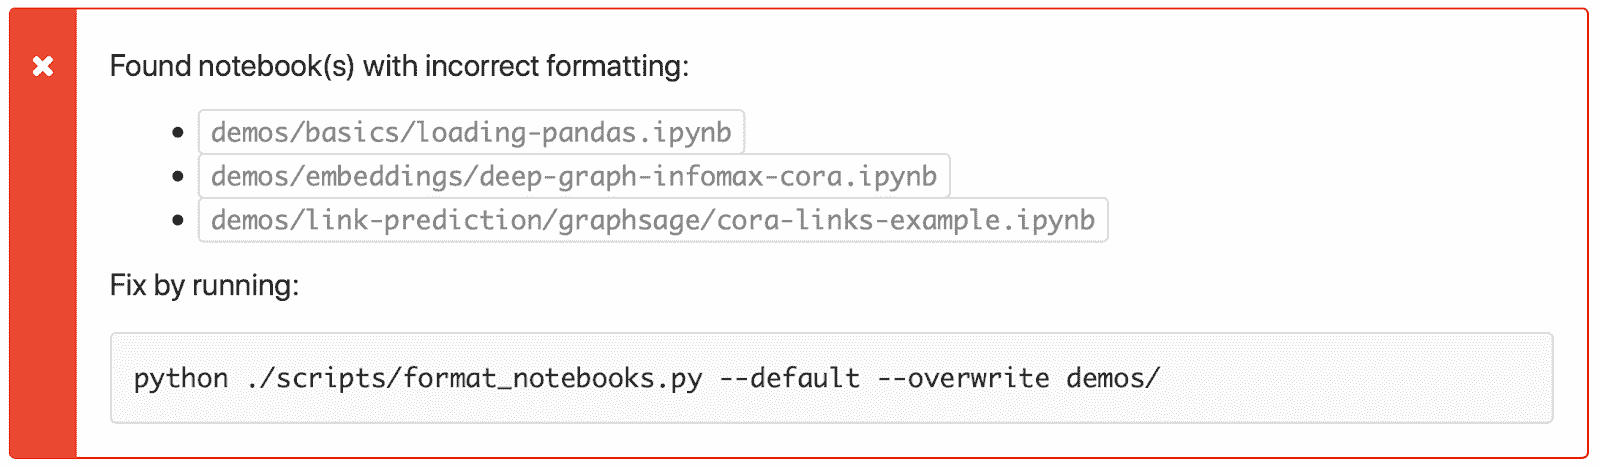 Found notebook(s) with incorrect formatting:
demos/basics/loading-pandas.ipynb
demos/embeddings/deep-graph-infomax-cora.ipynb
demos/link-prediction/graphsage/cora-links-example.ipynb
Fix by running:
python ./scripts/format_notebooks.py --default --overwrite demos/